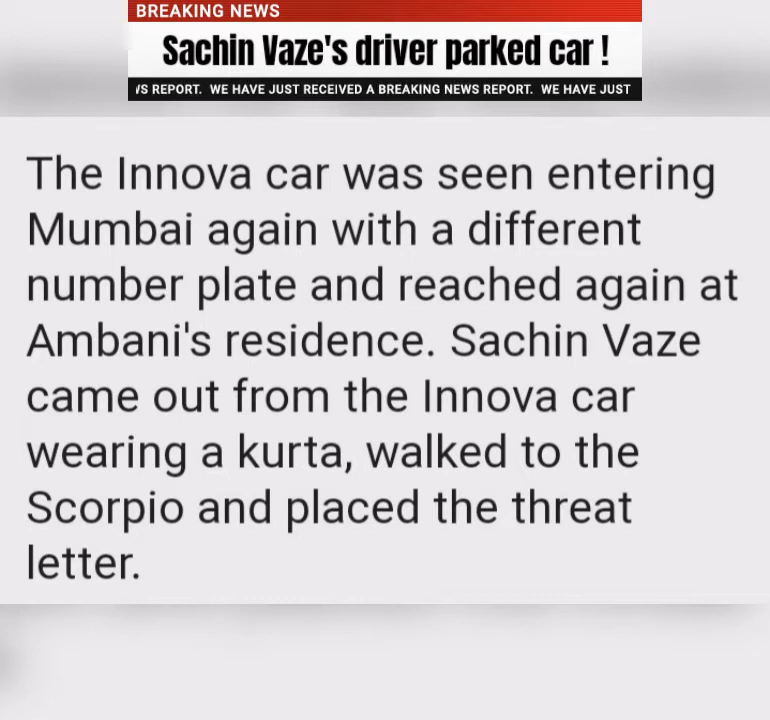 BREAKING NEWS
Sachin Vaze's driver parked car !
REPORT. WE HAVE JUST RECEIVED A BREAKING NEWS REPORT. WE HAVE JUST
The Innova car was seen entering
Mumbai again with a different
number plate and reached again at
Ambani's residence. Sachin Vaze
came out from the Innova car
wearing a kurta, walked to the
Scorpio and placed the threat
letter.